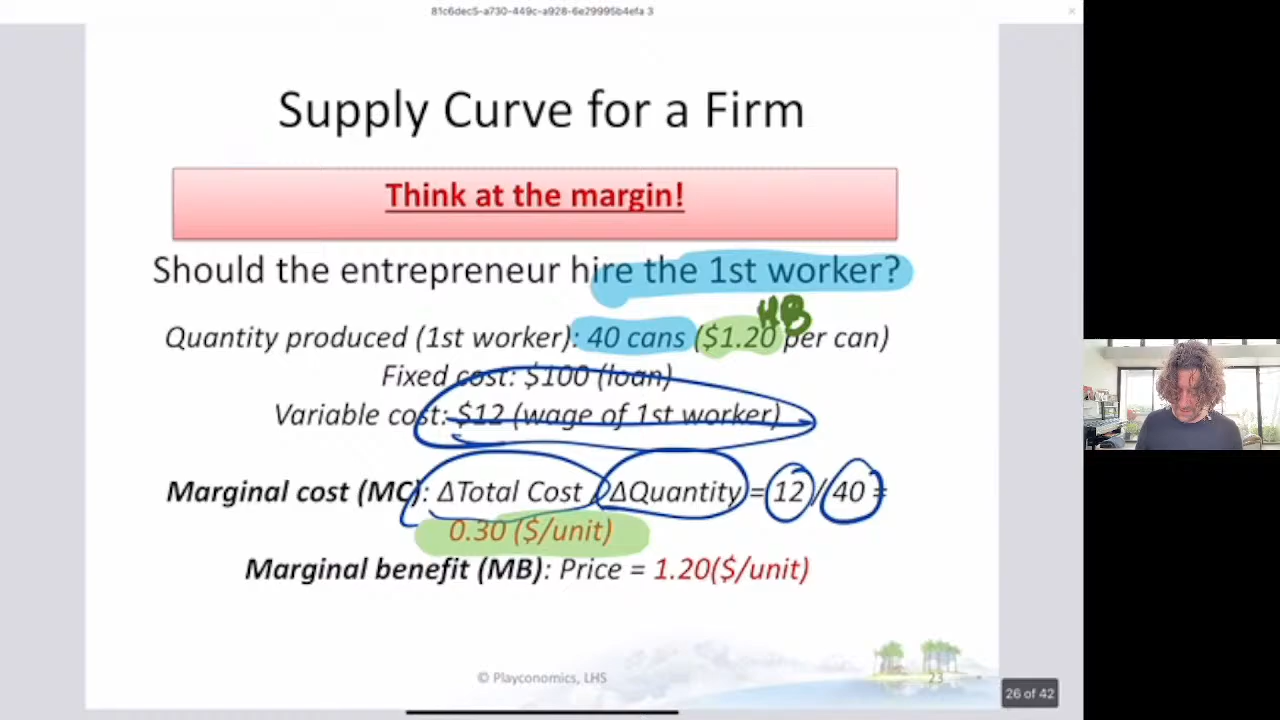 81c6dec5-a730-449c-a928-6e29995b4efa 3
Supply Curve for a Firm
Think at the margin!
Should the entrepreneur hire the 1st worker?
MB
Quantity produced (1st worker): 40 cans ($1.20 per can)
Fixed cost: $100 (loan)
Variable cost: $12 (wage of 1st worker)
Marginal cost (MC): ΔTotal Cost / ΔQuantity = 12 / 40 =
0.30 ($/unit)
Marginal benefit (MB): Price = 1.20($/unit)
© Playconomics, LHS
23
26 of 42